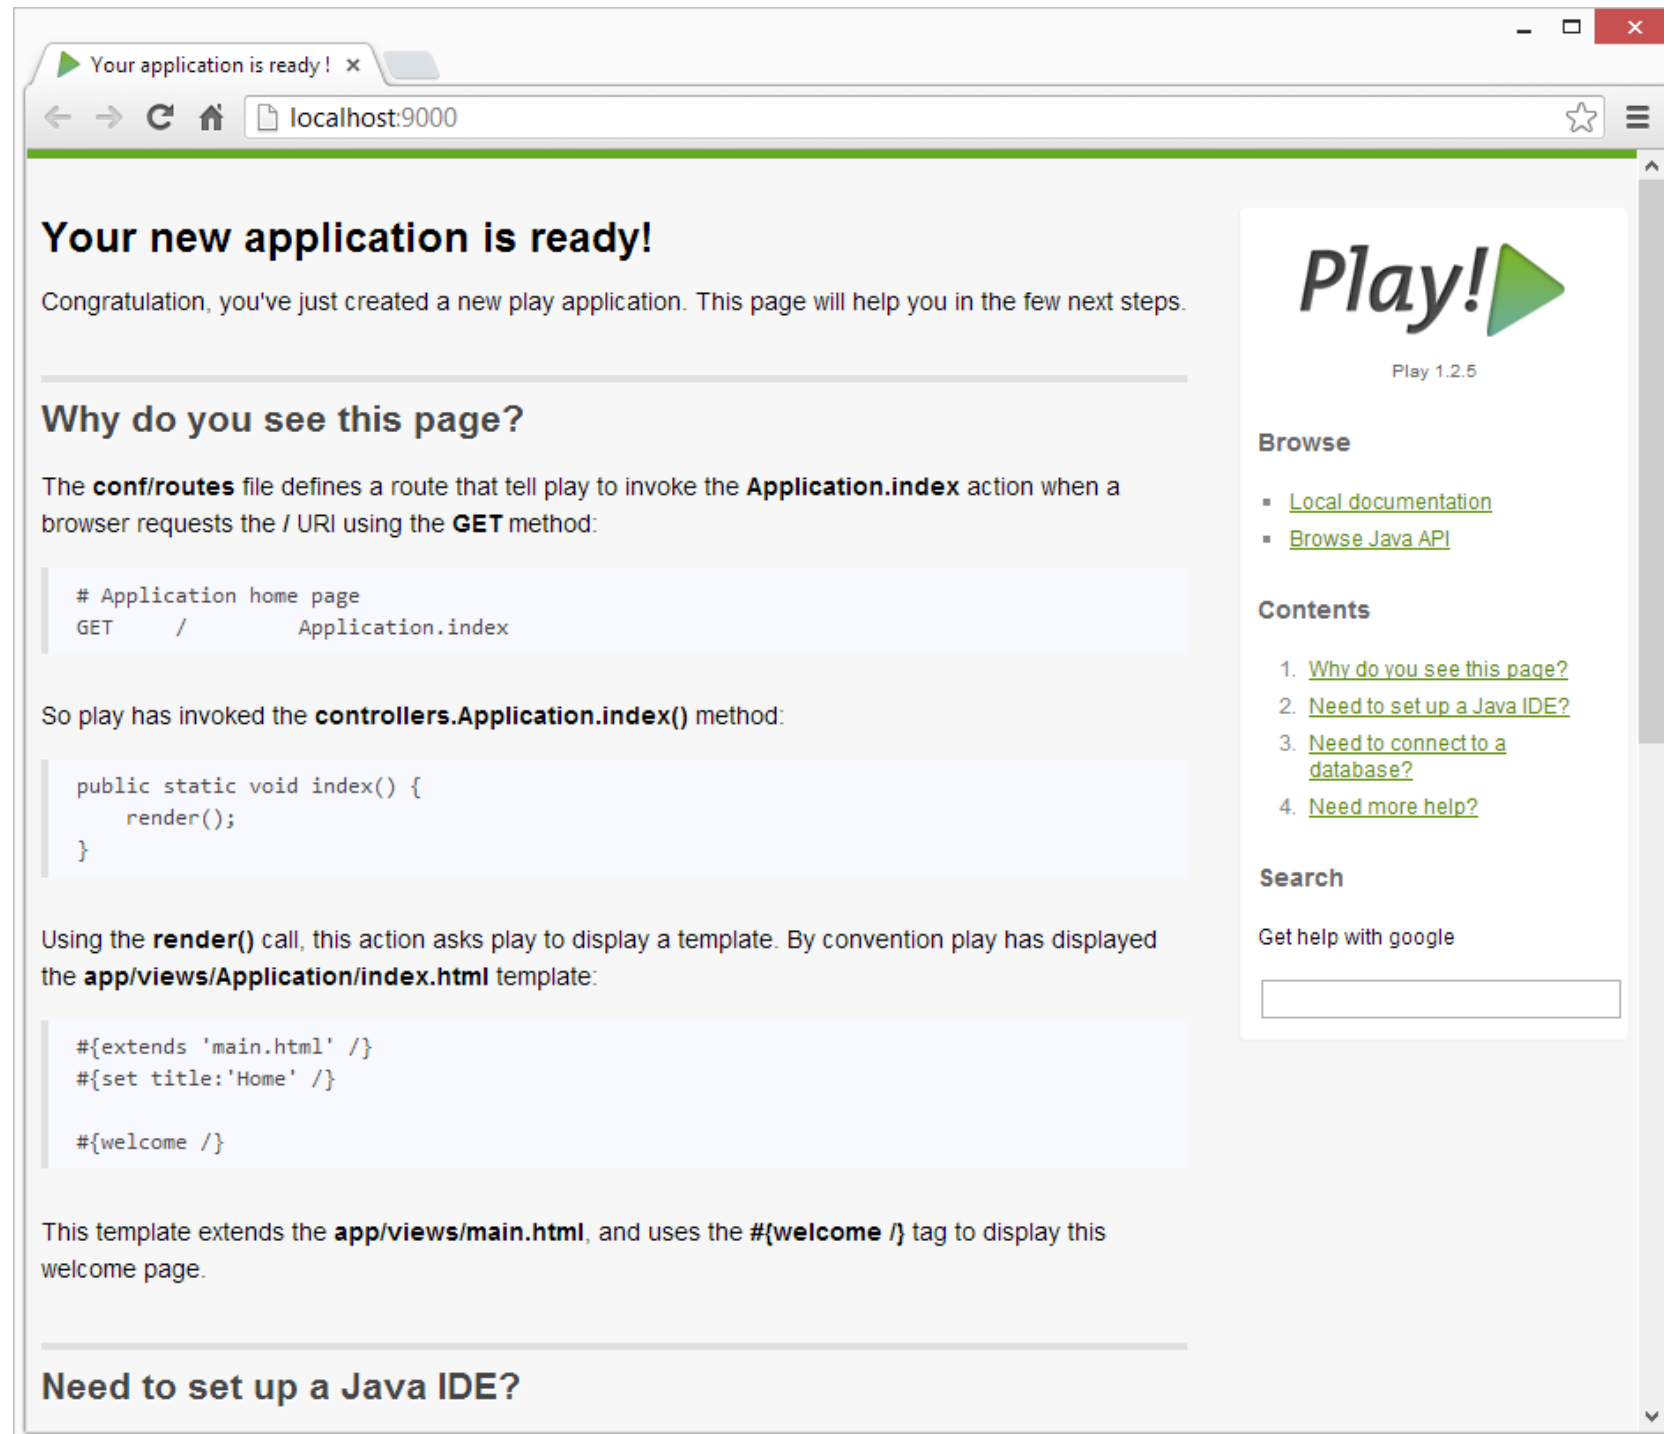 Your application is ready !
localhost:9000
Your new application is ready!
Congratulation, you've just created a new play application. This page will help you in the few next steps.
Why do you see this page?
The conf/routes file defines a route that tell play to invoke the Application.index action when a
browser requests the / URI using the GET method:
# Application home page
GET / Application.index
So play has invoked the controllers.Application.index() method:
public static void index() {
render();
}
Using the render() call, this action asks play to display a template. By convention play has displayed
the app/views/Application/index.html template:
#{extends 'main.html' /}
#{set title:'Home' /}
#{welcome /}
This template extends the app/views/main.html, and uses the #{welcome /} tag to display this
welcome page.
Need to set up a Java IDE?
Play!
Play 1.2.5
Browse
Local documentation
Browse Java API
Contents
1. Why do you see this page?
2. Need to set up a Java IDE?
3. Need to connect to a
database?
4. Need more help?
Search
Get help with google